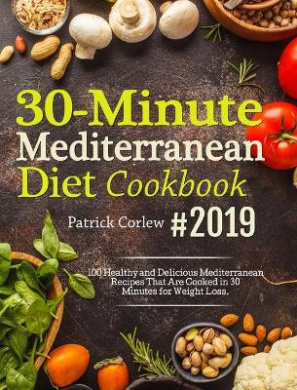 30-Minute
Mediterranean
Diet Cookbook
Patrick Corlew #2019
100 Healthy and Delicious Mediterranean
Recipes That Are Cooked in 30
Minutes for Weight Loss.